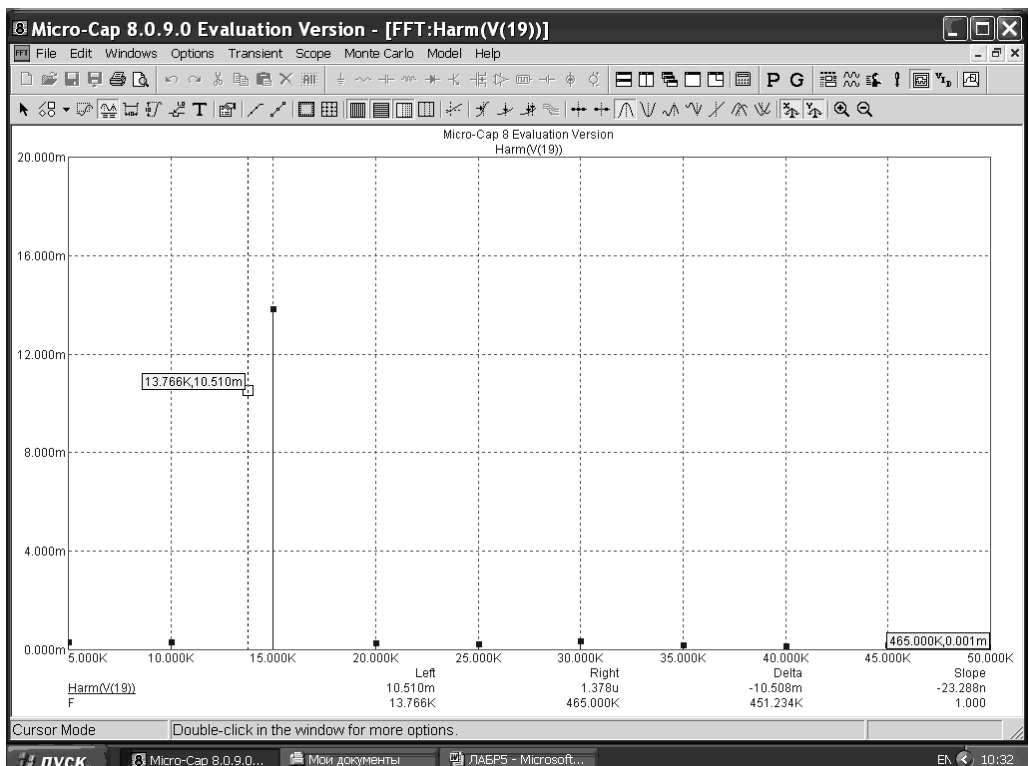 Micro-Cap 8.0.9.0 Evaluation Version - [FFT:Harm(V(19))]
FFT File Edit Windows Options Transient Scope Monte Carlo Model Help
P G
T
Micro-Cap 8 Evaluation Version
Harm(V(19))
20.000m
16.000m
12.000m
13.766K,10.510m
8.000m
4.000m
465.000K,0.001m
0.000m
5.000K 10.000K 15.000K 20.000K 25.000K 30.000K 35.000K 40.000K 45.000K 50.000K
Left Right Delta Slope
Harm(V(19)) 10.510m 1.378u -10.508m -23.288n
F 13.766K 465.000K 451.234K 1.000
Cursor Mode Double-click in the window for more options.
пуск Micro-Cap 8.0.9.0... Мои документы ЛАБР5 - Microsoft... EN 10:32